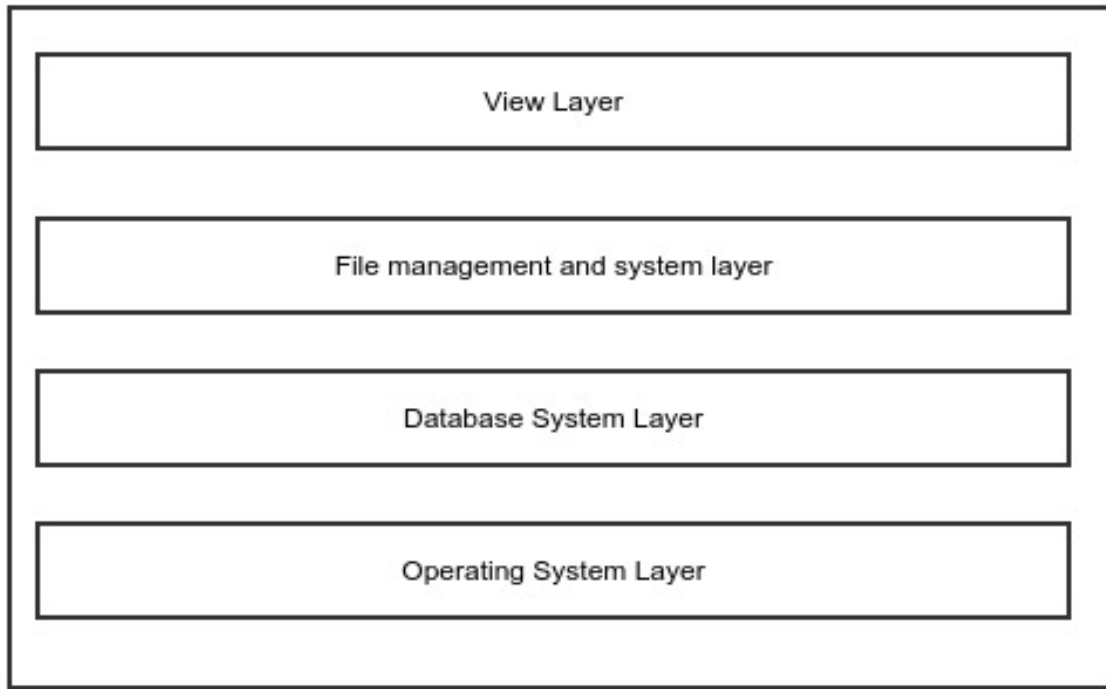 View Layer
File management and system layer
Database System Layer
Operating System Layer